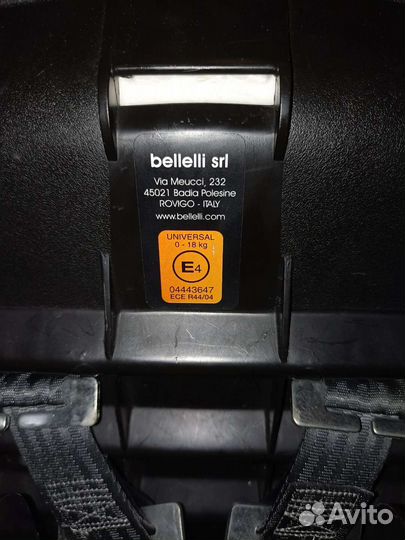 bellelli srl
Via Meucci, 232
45021 Badia Polesine
ROVIGO - ITALY
www.bellelli.com
UNIVERSAL
0 - 18 kg
E4
04443647
ECE R44/04
Avito